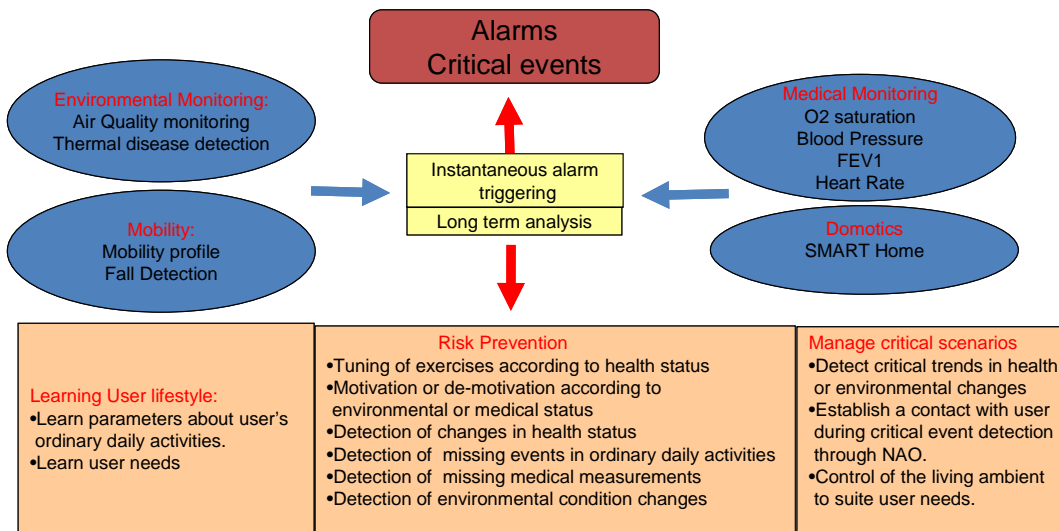 Alarms
Critical events
Environmental Monitoring:
Air Quality monitoring
Thermal disease detection
Medical Monitoring
O2 saturation
Blood Pressure
FEV1
Heart Rate
Instantaneous alarm
triggering
Long term analysis
Mobility:
Mobility profile
Fall Detection
Domotics
SMART Home
Learning User lifestyle:
•Learn parameters about user's
ordinary daily activities.
•Learn user needs
Risk Prevention
•Tuning of exercises according to health status
•Motivation or de-motivation according to
environmental or medical status
•Detection of changes in health status
•Detection of missing events in ordinary daily activities
•Detection of missing medical measurements
•Detection of environmental condition changes
Manage critical scenarios
•Detect critical trends in health
or environmental changes
•Establish a contact with user
during critical event detection
through NAO.
•Control of the living ambient
to suite user needs.